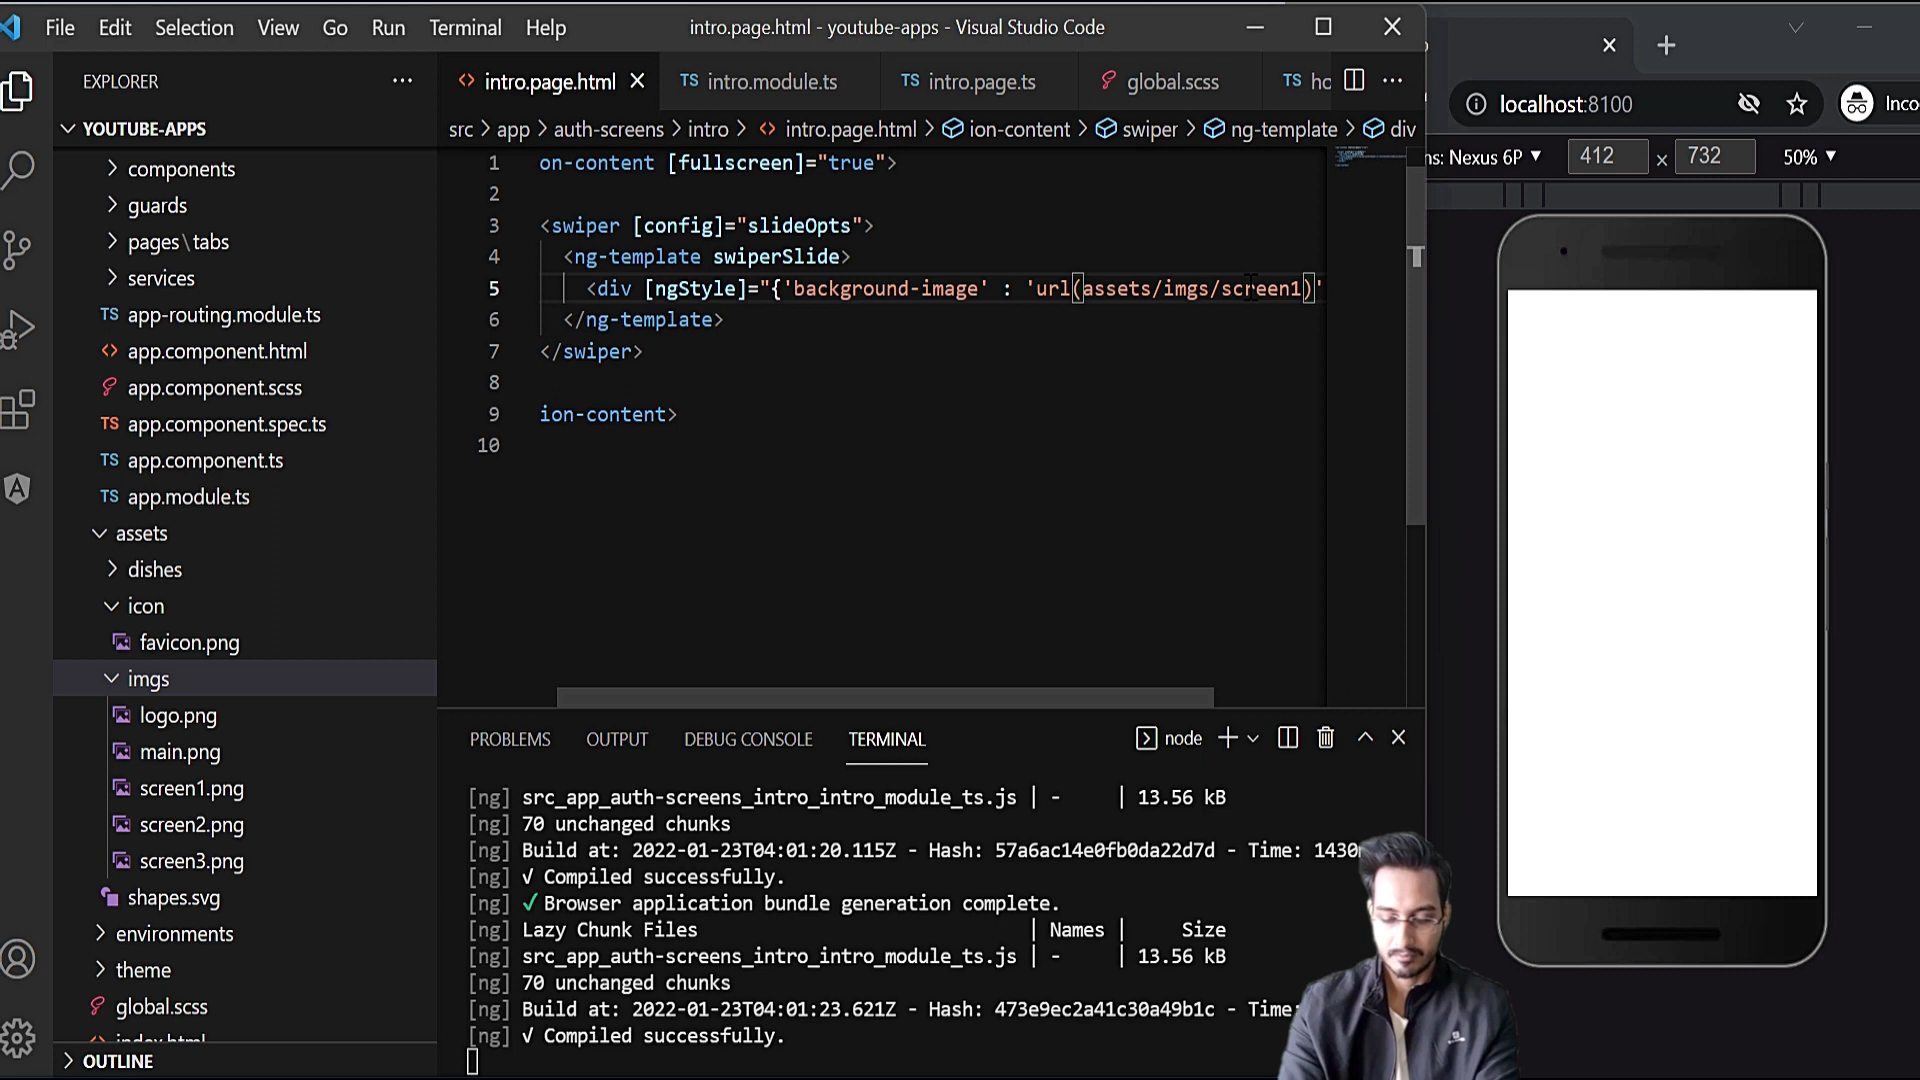 File Edit Selection View Go Run Terminal Help
intro.page.html - youtube-apps - Visual Studio Code
EXPLORER
YOUTUBE-APPS
components
guards
pages\tabs
services
TS app-routing.module.ts
app.component.html
app.component.scss
TS app.component.spec.ts
TS app.component.ts
TS app.module.ts
assets
dishes
icon
favicon.png
imgs
logo.png
main.png
screen1.png
screen2.png
screen3.png
shapes.svg
environments
theme
global.scss
index.html
OUTLINE
<> intro.page.html TS intro.module.ts TS intro.page.ts global.scss TS ho
src > app > auth-screens > intro > <> intro.page.html > ion-content > swiper > ng-template > div
1 on-content [fullscreen]="true">
2
3 <swiper [config]="slideOpts">
4 <ng-template swiperSlide>
5 <div [ngStyle]="{'background-image' : 'url(assets/imgs/screen1)'
6 </ng-template>
7 </swiper>
8
9 ion-content>
10
PROBLEMS OUTPUT DEBUG CONSOLE TERMINAL
node
[ng] src_app_auth-screens_intro_intro_module_ts.js | - | 13.56 kB
[ng] 70 unchanged chunks
[ng] Build at: 2022-01-23T04:01:20.115Z - Hash: 57a6ac14e0fb0da22d7d - Time: 1430
[ng] √ Compiled successfully.
[ng] ✓ Browser application bundle generation complete.
[ng] Lazy Chunk Files | Names | Size
[ng] src_app_auth-screens_intro_intro_module_ts.js | - | 13.56 kB
[ng] 70 unchanged chunks
[ng] Build at: 2022-01-23T04:01:23.621Z - Hash: 473e9ec2a41c30a49b1c - Time:
[ng] √ Compiled successfully.
localhost:8100
Inco
ns: Nexus 6P 412 x 732 50%